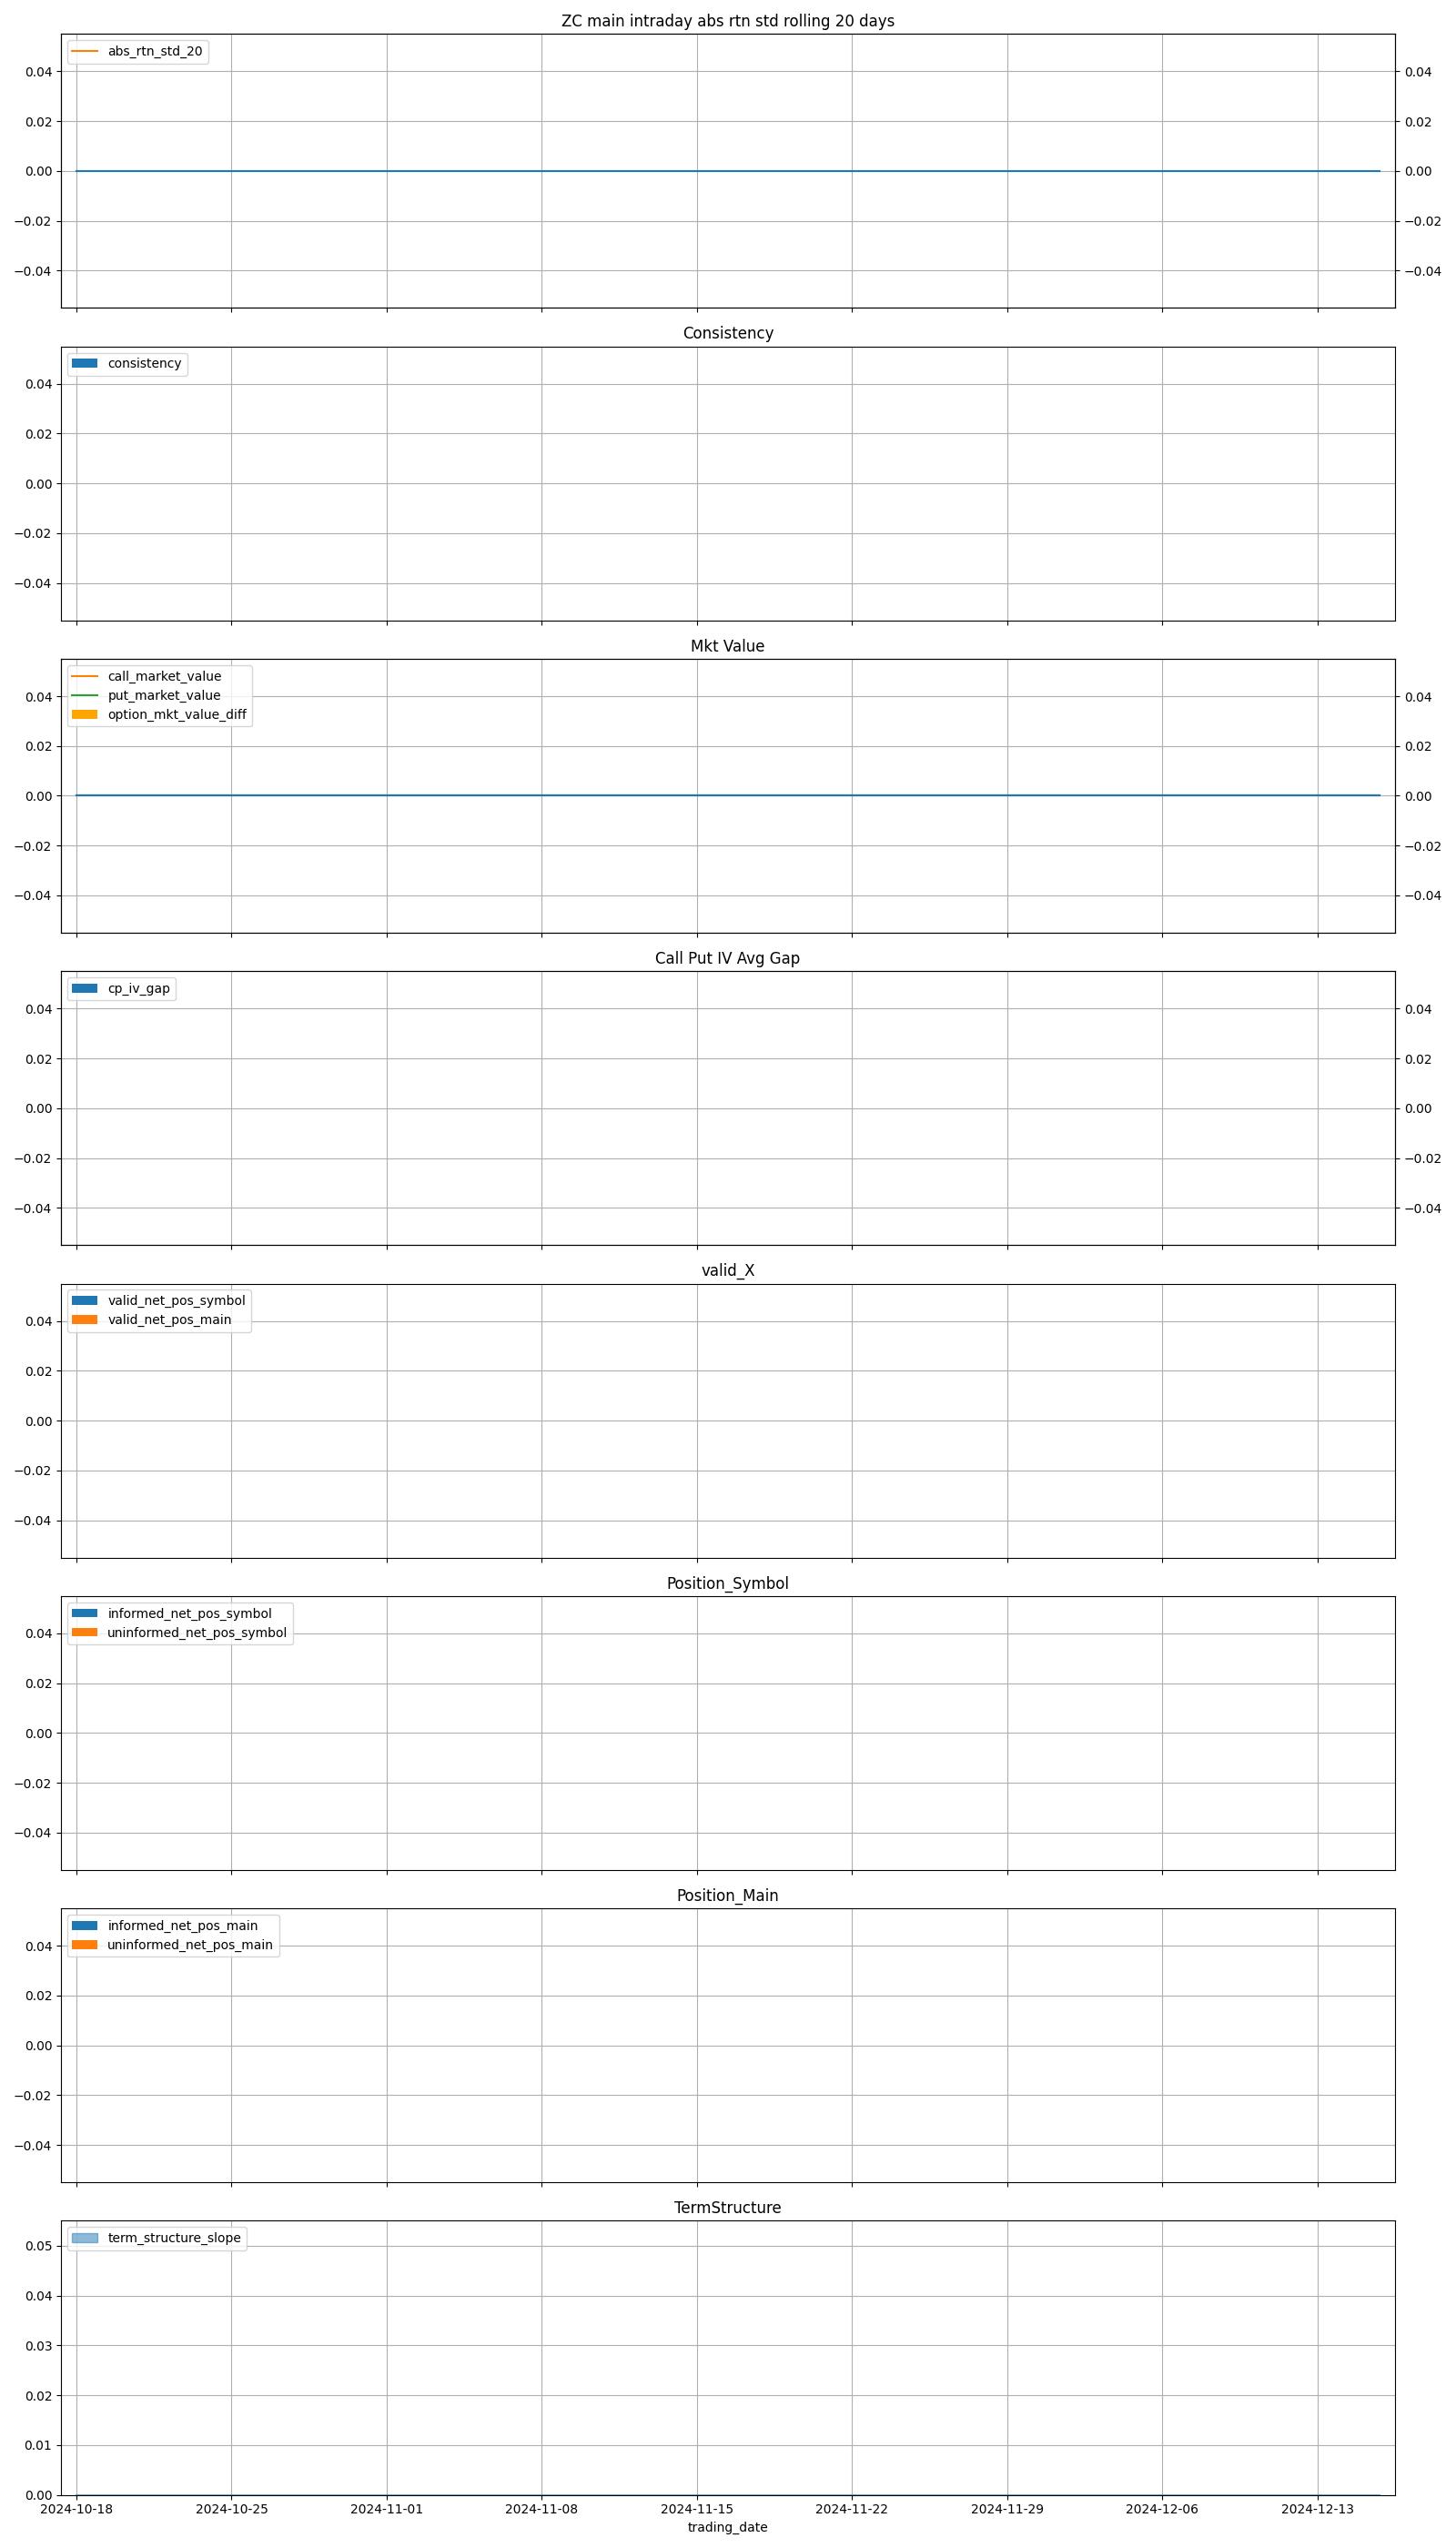 ZC main intraday abs rtn std rolling 20 days
abs_rtn_std_20
0.04 0.04
0.02 0.02
0.00 0.00
−0.02 −0.02
−0.04 −0.04
Consistency
consistency
0.04
0.02
0.00
−0.02
−0.04
Mkt Value
call_market_value
put_market_value
option_mkt_value_diff
0.04 0.04
0.02 0.02
0.00 0.00
−0.02 −0.02
−0.04 −0.04
Call Put IV Avg Gap
cp_iv_gap
0.04 0.04
0.02 0.02
0.00 0.00
−0.02 −0.02
−0.04 −0.04
valid_X
valid_net_pos_symbol
valid_net_pos_main
0.04
0.02
0.00
−0.02
−0.04
Position_Symbol
informed_net_pos_symbol
uninformed_net_pos_symbol
0.04
0.02
0.00
−0.02
−0.04
Position_Main
informed_net_pos_main
uninformed_net_pos_main
0.04
0.02
0.00
−0.02
−0.04
TermStructure
term_structure_slope
0.05
0.04
0.03
0.02
0.01
0.00
2024-10-18 2024-10-25 2024-11-01 2024-11-08 2024-11-15 2024-11-22 2024-11-29 2024-12-06 2024-12-13
trading_date